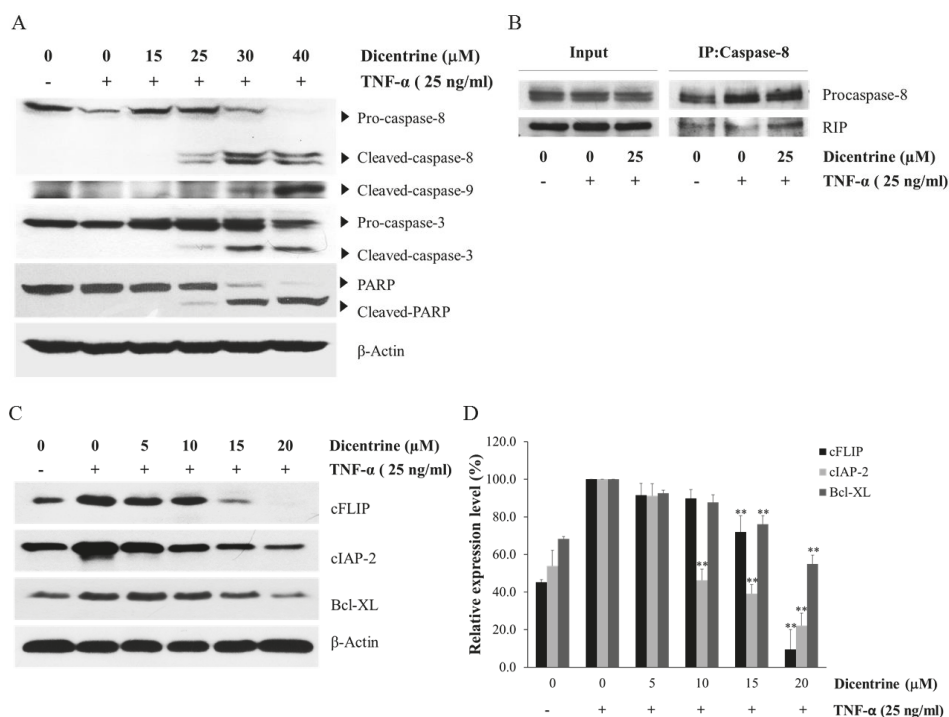 A
0 0 15 25 30 40 Dicentrine (µM)
- + + + + + TNF-α ( 25 ng/ml)
Pro-caspase-8
Cleaved-caspase-8
Cleaved-caspase-9
Pro-caspase-3
Cleaved-caspase-3
PARP
Cleaved-PARP
β-Actin
B
Input IP:Caspase-8
Procaspase-8
RIP
0 0 25 0 0 25 Dicentrine (µM)
- + + - + + TNF-α ( 25 ng/ml)
C
0 0 5 10 15 20 Dicentrine (µM)
- + + + + + TNF-α ( 25 ng/ml)
cFLIP
cIAP-2
Bcl-XL
β-Actin
D
Relative expression level (%)
120.0
100.0
80.0
60.0
40.0
20.0
0.0
cFLIP
cIAP-2
Bcl-XL
**
**
**
**
**
**
**
0 0 5 10 15 20 Dicentrine (µM)
- + + + + + TNF-α (25 ng/ml)